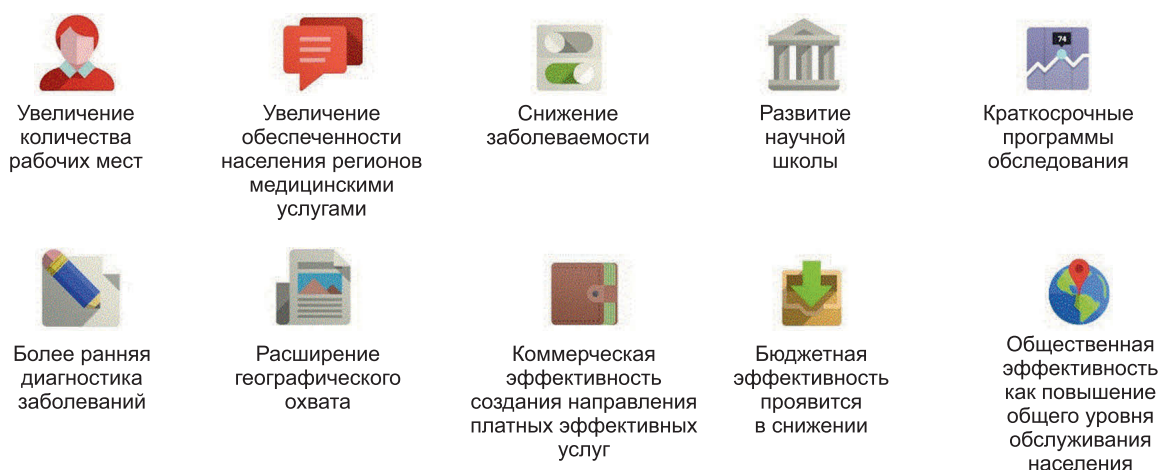 Увеличение
количества
рабочих мест
Увеличение
обеспеченности
населения регионов
медицинскими
услугами
Снижение
заболеваемости
Развитие
научной
школы
74
Краткосрочные
программы
обследования
Более ранняя
диагностика
заболеваний
Расширение
географического
охвата
Коммерческая
эффективность
создания направления
платных эффективных
услуг
Бюджетная
эффективность
проявится
в снижении
Общественная
эффективность
как повышение
общего уровня
обслуживания
населения